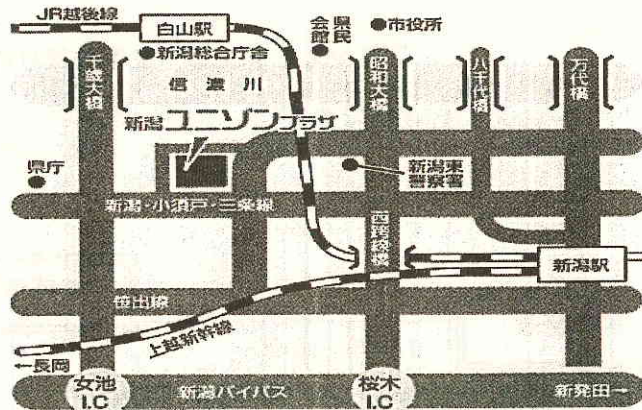 JR越後線
白山駅
県民
会館
市役所
新潟総合庁舎
千歳大橋
信濃川
昭和大橋
八千代橋
万代橋
新潟ユニゾンプラザ
県庁
新潟東
警察署
新潟・小須戸・三条線
西跨線橋
新潟駅
笹出線
上越新幹線
←長岡
女池
I.C
新潟バイパス
桜木
I.C
新発田→